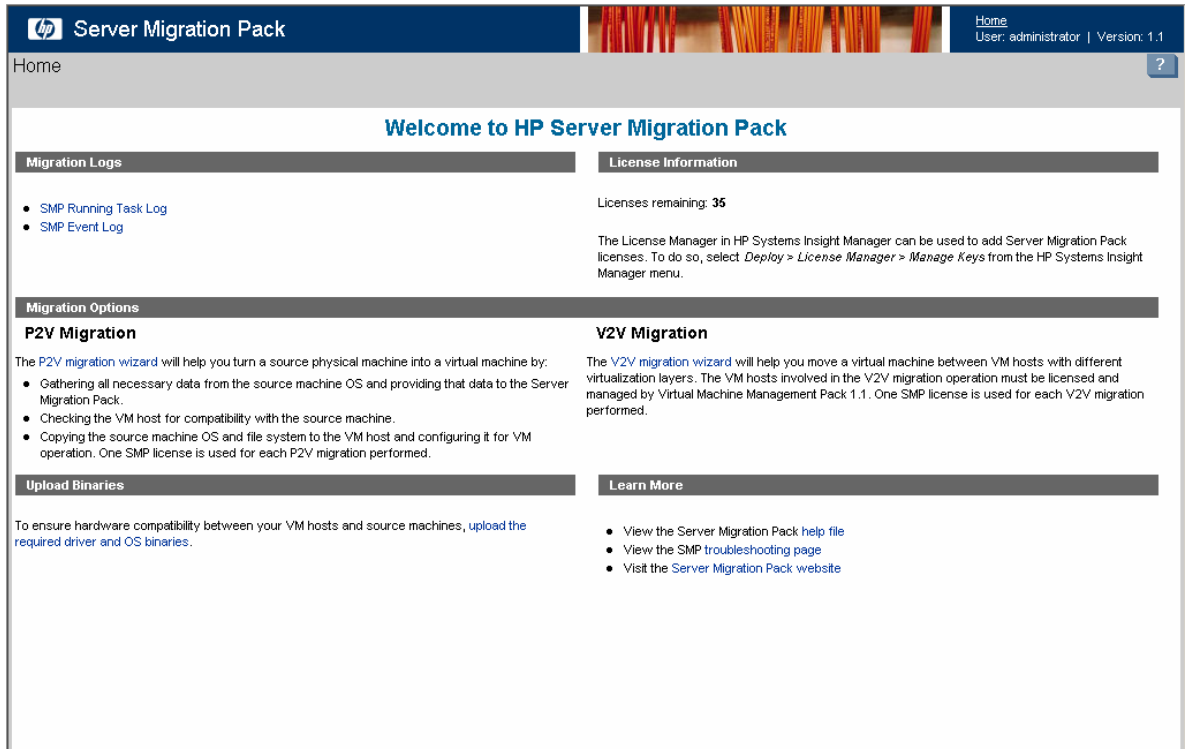 hp Server Migration Pack
Home
User: administrator | Version: 1.1
Home
?
Welcome to HP Server Migration Pack
Migration Logs
• SMP Running Task Log
• SMP Event Log
License Information
Licenses remaining: 35
The License Manager in HP Systems Insight Manager can be used to add Server Migration Pack
licenses. To do so, select Deploy > License Manager > Manage Keys from the HP Systems Insight
Manager menu.
Migration Options
P2V Migration
The P2V migration wizard will help you turn a source physical machine into a virtual machine by:
• Gathering all necessary data from the source machine OS and providing that data to the Server
Migration Pack.
• Checking the VM host for compatibility with the source machine.
• Copying the source machine OS and file system to the VM host and configuring it for VM
operation. One SMP license is used for each P2V migration performed.
V2V Migration
The V2V migration wizard will help you move a virtual machine between VM hosts with different
virtualization layers. The VM hosts involved in the V2V migration operation must be licensed and
managed by Virtual Machine Management Pack 1.1. One SMP license is used for each V2V migration
performed.
Upload Binaries
To ensure hardware compatibility between your VM hosts and source machines, upload the
required driver and OS binaries.
Learn More
• View the Server Migration Pack help file
• View the SMP troubleshooting page
• Visit the Server Migration Pack website